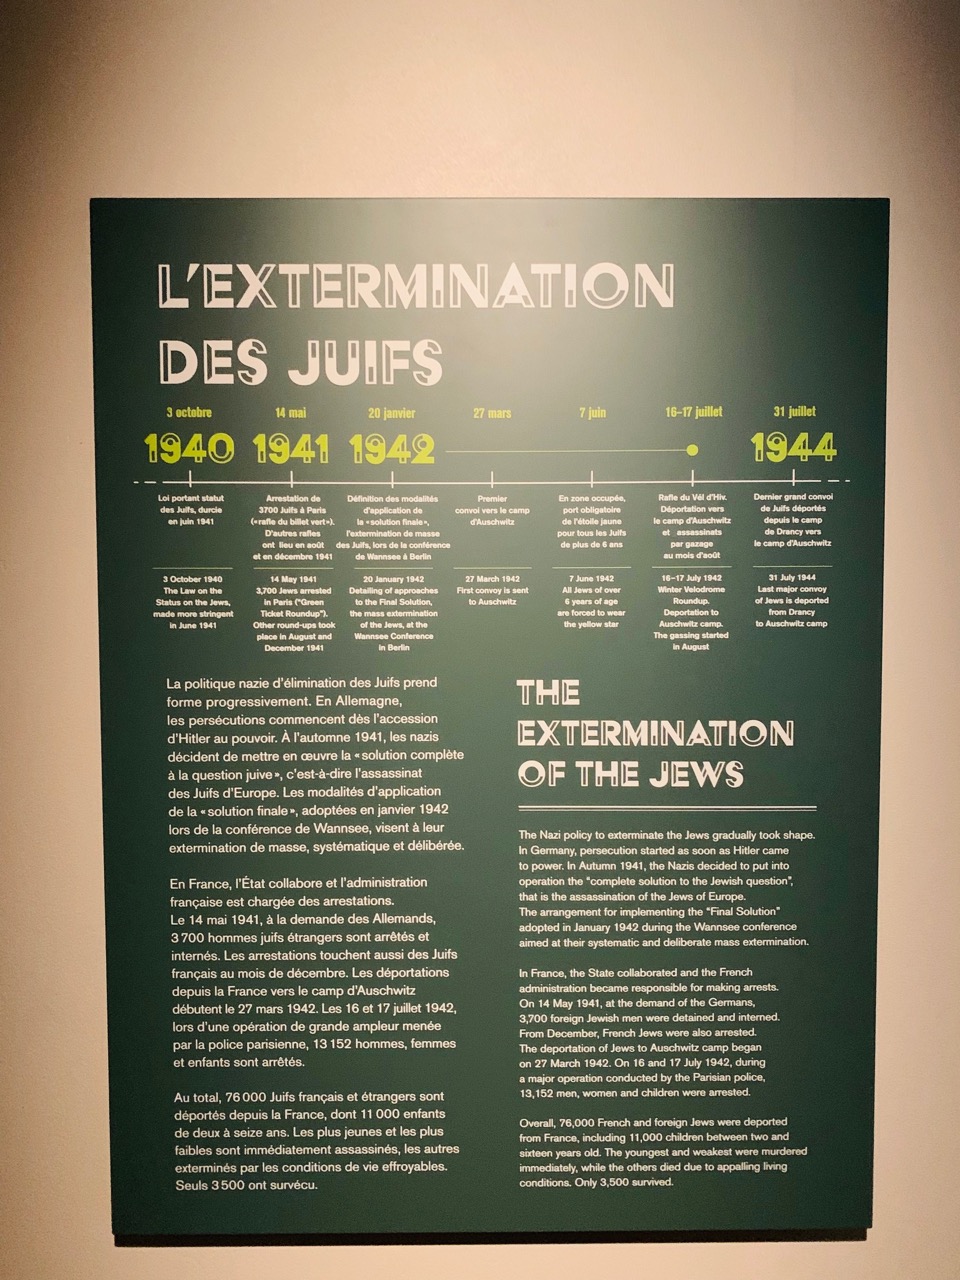 L'EXTERMINATION
DES JUIFS
3 octobre
1940
Loi portant statut
des Juifs, durcie
en juin 1941
3 October 1940
The Law on the
Status on the Jews,
made more stringent
in June 1941
14 mai
1941
Arrestation de
3700 Juifs à Paris
(« rafle du billet vert »).
D'autres rafles
ont lieu en août
et en décembre 1941
14 May 1941
3,700 Jews arrested
in Paris ("Green
Ticket Roundup").
Other round-ups took
place in August and
December 1941
20 janvier
1942
Définition des modalités
d'application de
la « solution finale »,
l'extermination de masse
des Juifs, lors de la conférence
de Wannsee à Berlin
20 January 1942
Detailing of approaches
to the Final Solution,
the mass extermination
of the Jews, at the
Wannsee Conference
in Berlin
27 mars
Premier
convoi vers le camp
d'Auschwitz
27 March 1942
First convoy is sent
to Auschwitz
7 juin
En zone occupée,
port obligatoire
de l'étoile jaune
pour tous les Juifs
de plus de 6 ans
7 June 1942
All Jews of over
6 years of age
are forced to wear
the yellow star
16–17 juillet
Rafle du Vél d'Hiv.
Déportation vers
le camp d'Auschwitz
et assassinats
par gazage
au mois d'août
16–17 July 1942
Winter Velodrome
Roundup.
Deportation to
Auschwitz camp.
The gassing started
in August
31 juillet
1944
Dernier grand convoi
de Juifs déportés
depuis le camp
de Drancy vers
le camp d'Auschwitz
31 July 1944
Last major convoy
of Jews is deported
from Drancy
to Auschwitz camp
La politique nazie d'élimination des Juifs prend
forme progressivement. En Allemagne,
les persécutions commencent dès l'accession
d'Hitler au pouvoir. À l'automne 1941, les nazis
décident de mettre en œuvre la « solution complète
à la question juive », c'est-à-dire l'assassinat
des Juifs d'Europe. Les modalités d'application
de la « solution finale », adoptées en janvier 1942
lors de la conférence de Wannsee, visent à leur
extermination de masse, systématique et délibérée.
En France, l'État collabore et l'administration
française est chargée des arrestations.
Le 14 mai 1941, à la demande des Allemands,
3 700 hommes juifs étrangers sont arrêtés et
internés. Les arrestations touchent aussi des Juifs
français au mois de décembre. Les déportations
depuis la France vers le camp d'Auschwitz
débutent le 27 mars 1942. Les 16 et 17 juillet 1942,
lors d'une opération de grande ampleur menée
par la police parisienne, 13 152 hommes, femmes
et enfants sont arrêtés.
Au total, 76 000 Juifs français et étrangers sont
déportés depuis la France, dont 11 000 enfants
de deux à seize ans. Les plus jeunes et les plus
faibles sont immédiatement assassinés, les autres
exterminés par les conditions de vie effroyables.
Seuls 3 500 ont survécu.
THE
EXTERMINATION
OF THE JEWS
The Nazi policy to exterminate the Jews gradually took shape.
In Germany, persecution started as soon as Hitler came
to power. In Autumn 1941, the Nazis decided to put into
operation the "complete solution to the Jewish question",
that is the assassination of the Jews of Europe.
The arrangement for implementing the "Final Solution"
adopted in January 1942 during the Wannsee conference
aimed at their systematic and deliberate mass extermination.
In France, the State collaborated and the French
administration became responsible for making arrests.
On 14 May 1941, at the demand of the Germans,
3,700 foreign Jewish men were detained and interned.
From December, French Jews were also arrested.
The deportation of Jews to Auschwitz camp began
on 27 March 1942. On 16 and 17 July 1942, during
a major operation conducted by the Parisian police,
13,152 men, women and children were arrested.
Overall, 76,000 French and foreign Jews were deported
from France, including 11,000 children between two and
sixteen years old. The youngest and weakest were murdered
immediately, while the others died due to appalling living
conditions. Only 3,500 survived.